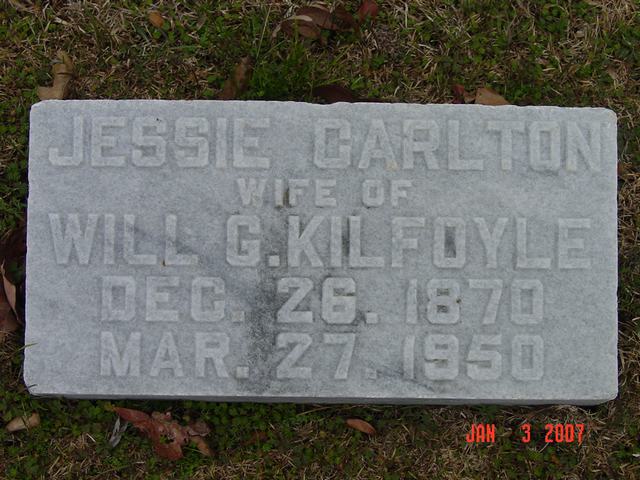 JESSIE CARLTON
WIFE OF
WILL G. KILFOYLE
DEC. 26. 1870
MAR. 27. 1950
JAN 3 2007